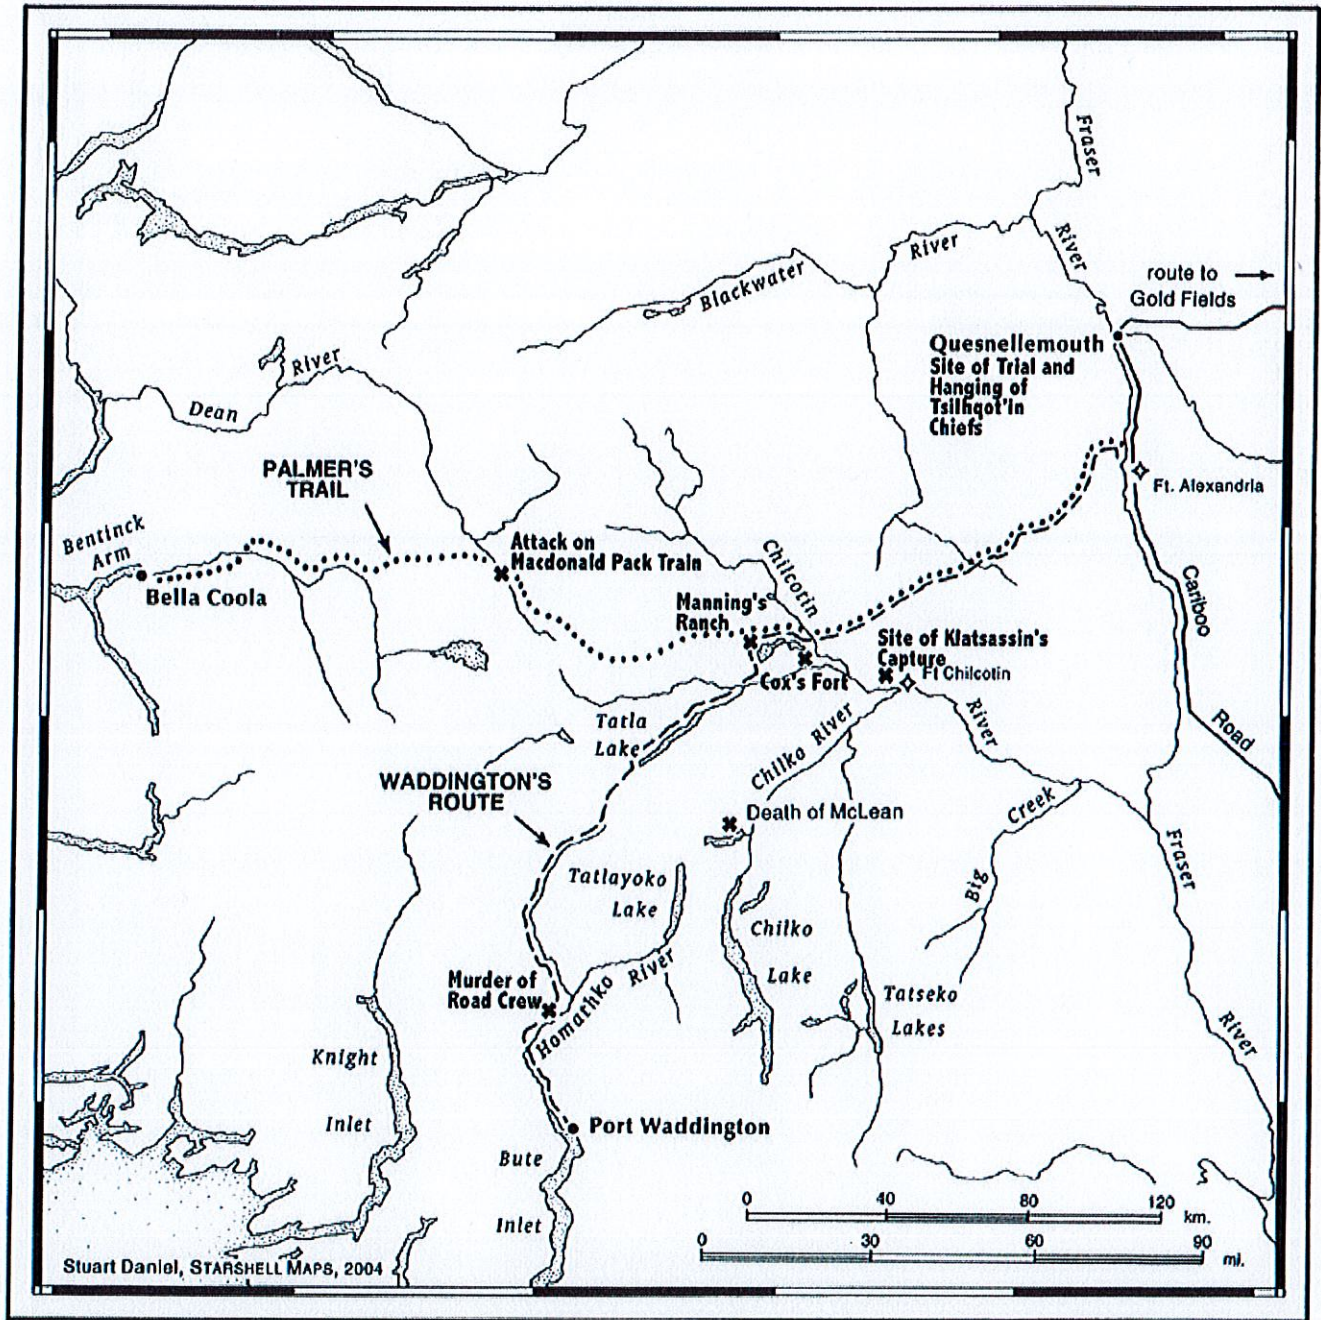 Fraser
River
route to
Gold Fields
Blackwater
River
Quesnellemouth
Site of Trial and
Hanging of
Tsilhqot'In
Chiefs
Dean
River
PALMER'S
TRAIL
Ft. Alexandria
Bentinck
Arm
Bella Coola
Attack on
Macdonald Pack Train
Chilcotin
Manning's
Ranch
Cariboo
Site of Klatsassin's
Capture
Ft Chilcotin
Cox's Fort
River
Tatla
Lake
Road
Chilko River
WADDINGTON'S
ROUTE
Death of McLean
Big
Creek
Fraser
Tatlayoko
Lake
Chilko
Lake
Murder of
Road Crew
Homathko
River
Tatseko
Lakes
River
Knight
Inlet
Port Waddington
Bute
Inlet
0 40 80 120
km.
0 30 60 90
mi.
Stuart Daniel, STARSHELL MAPS, 2004